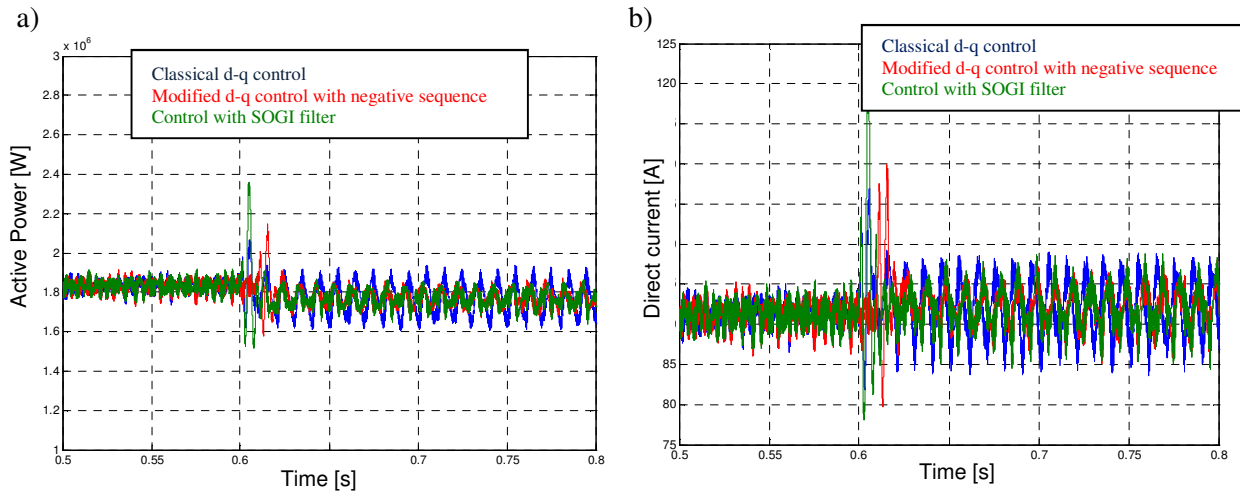 a)
x 10⁶
3
Classical d-q control
Modified d-q control with negative sequence
Control with SOGI filter
2.8
2.6
2.4
2.2
2
1.8
1.6
1.4
1.2
1
Active Power [W]
0.5 0.55 0.6 0.7 0.75 0.8
Time [s]
b)
125
Classical d-q control
Modified d-q control with negative sequence
Control with SOGI filter
120
85
80
75
Direct current [A]
0.5 0.55 0.6 0.7 0.75 0.8
Time [s]